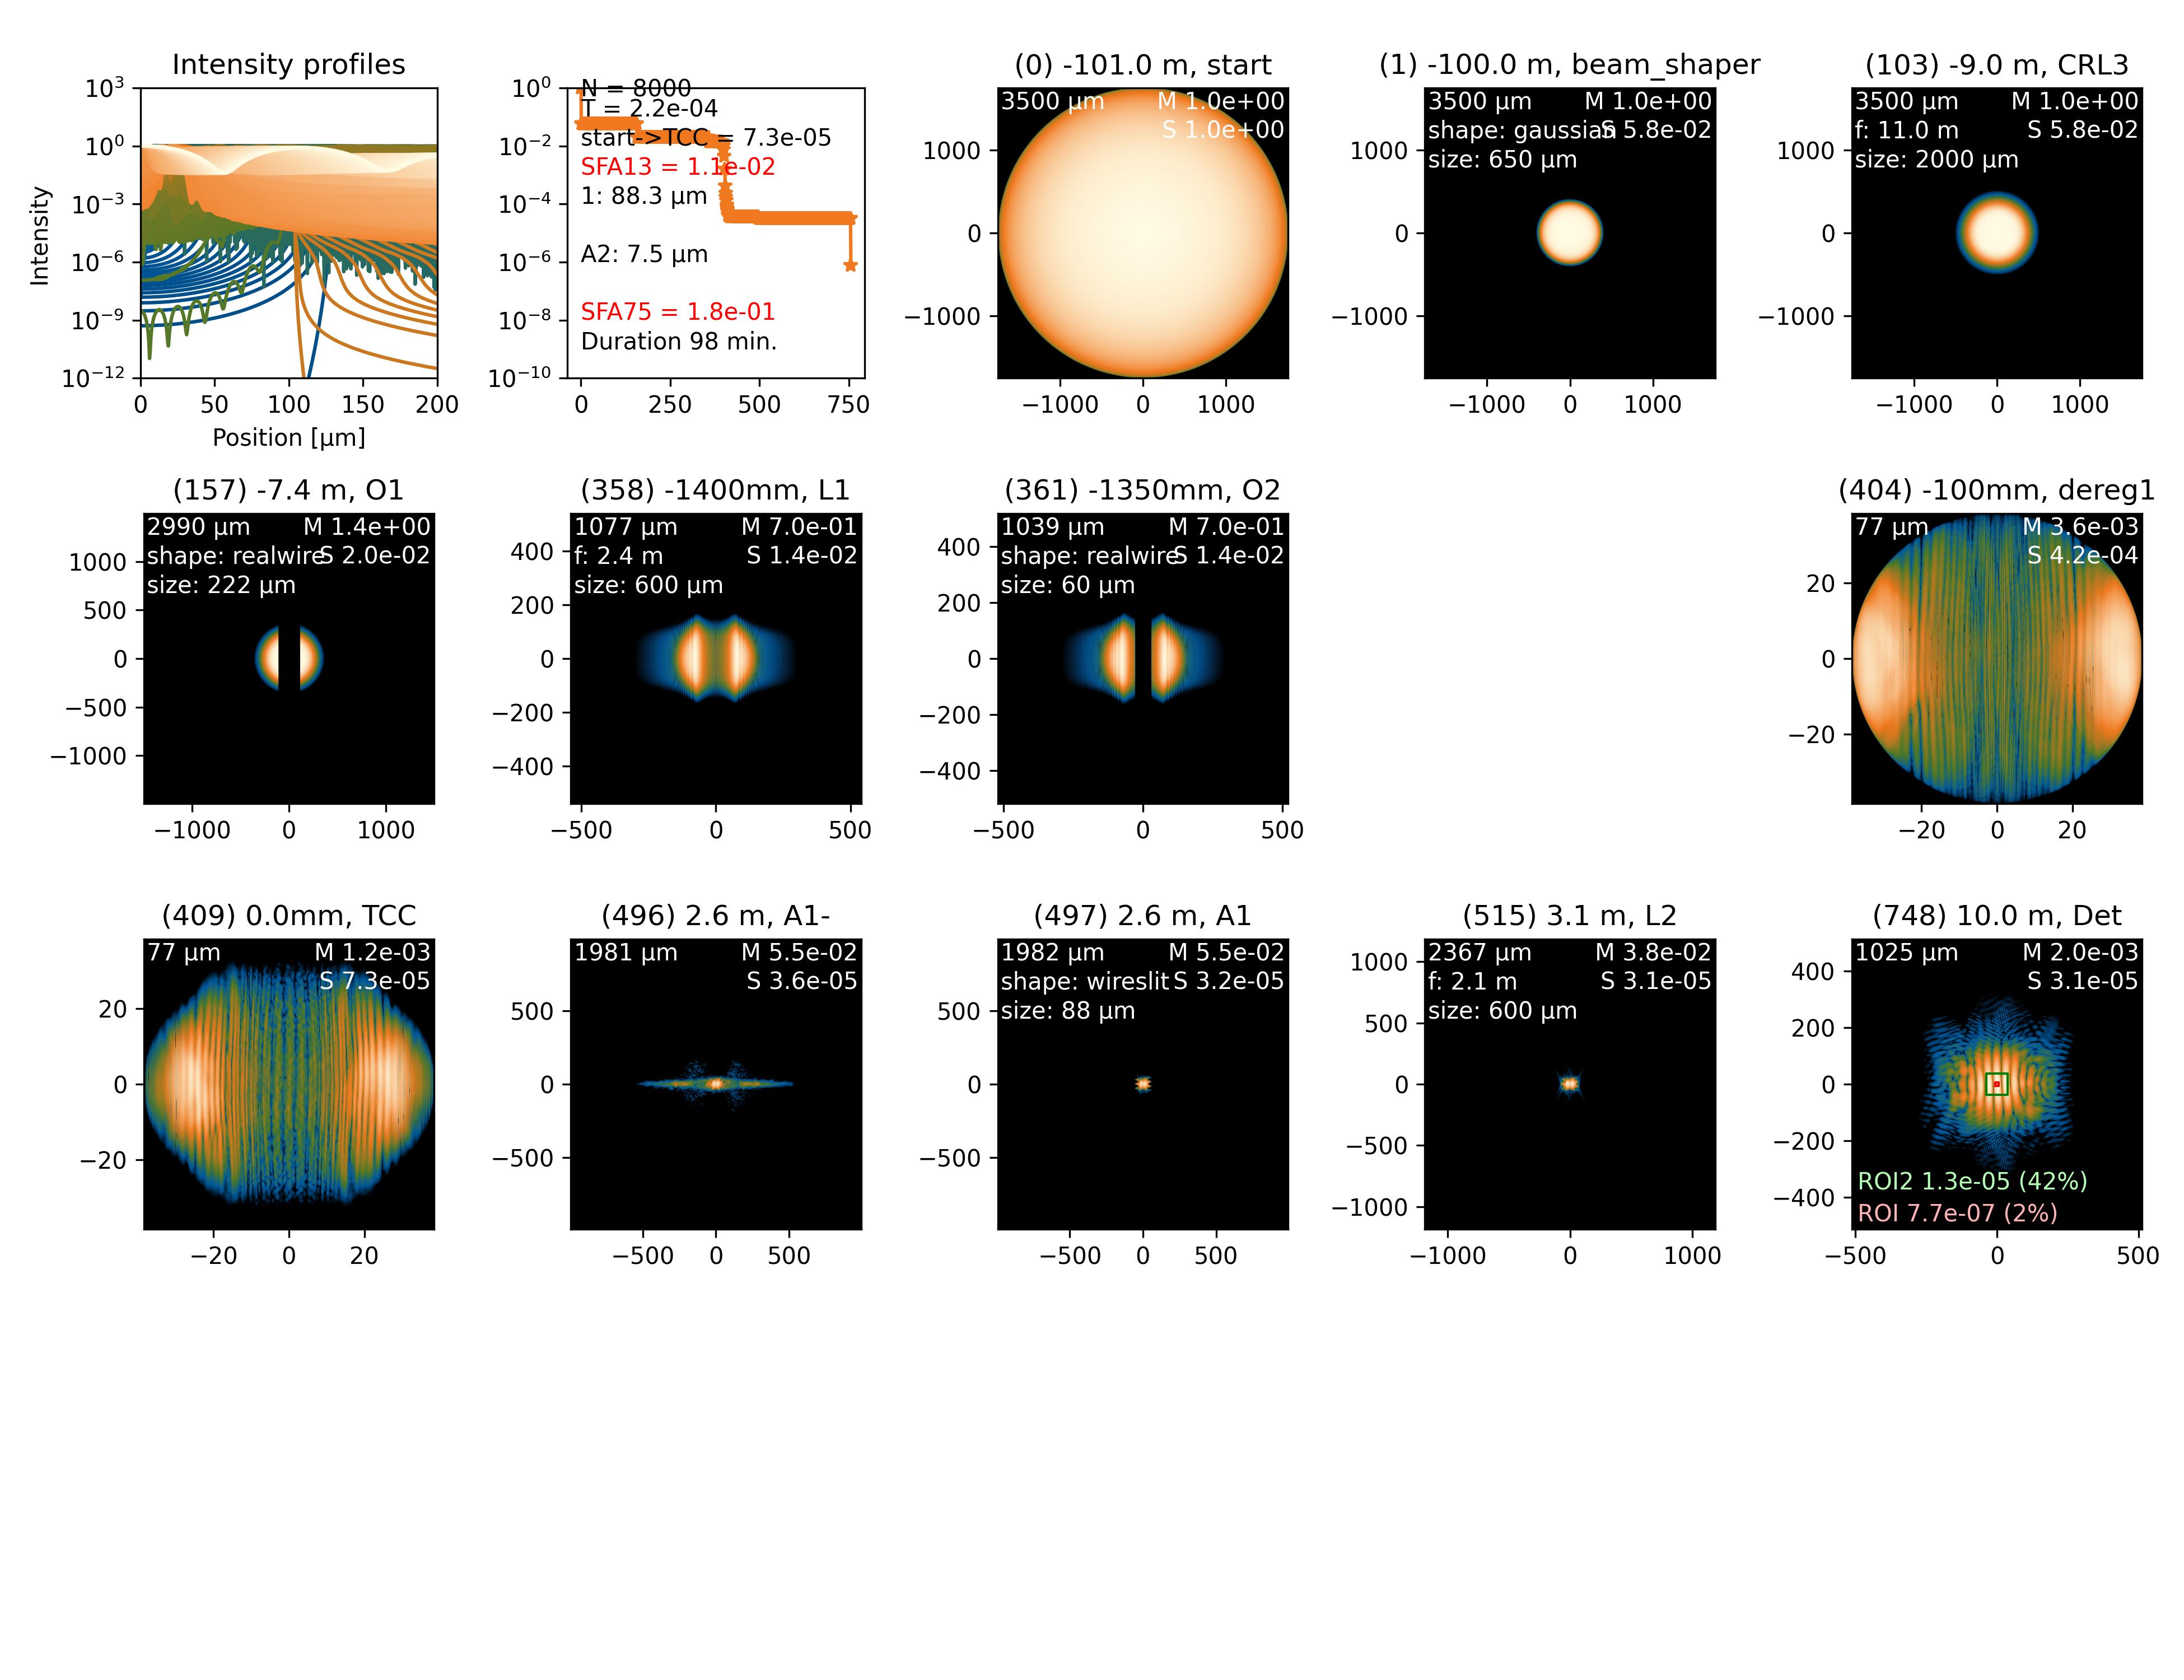 Intensity profiles
10^3
10^0
10^−3
10^−6
10^−9
10^−12
Intensity
0 50 100 150 200
Position [μm]
10^0
10^−2
10^−4
10^−6
10^−8
10^−10
N = 8000
T = 2.2e-04
start->TCC = 7.3e-05
SFA13 = 1.1e-02
1: 88.3 μm
A2: 7.5 μm
SFA75 = 1.8e-01
Duration 98 min.
0 250 500 750
(0) -101.0 m, start
3500 μm M 1.0e+00
S 1.0e+00
1000
0
−1000
−1000 0 1000
(1) -100.0 m, beam_shaper
3500 μm M 1.0e+00
shape: gaussian S 5.8e-02
size: 650 μm
1000
0
−1000
−1000 0 1000
(103) -9.0 m, CRL3
3500 μm M 1.0e+00
f: 11.0 m S 5.8e-02
size: 2000 μm
1000
0
−1000
−1000 0 1000
(157) -7.4 m, O1
2990 μm M 1.4e+00
shape: realwire S 2.0e-02
size: 222 μm
1000
500
0
−500
−1000
−1000 0 1000
(358) -1400mm, L1
1077 μm M 7.0e-01
f: 2.4 m S 1.4e-02
size: 600 μm
400
200
0
−200
−400
−500 0 500
(361) -1350mm, O2
1039 μm M 7.0e-01
shape: realwire S 1.4e-02
size: 60 μm
400
200
0
−200
−400
−500 0 500
(404) -100mm, dereg1
77 μm M 3.6e-03
S 4.2e-04
20
0
−20
−20 0 20
(409) 0.0mm, TCC
77 μm M 1.2e-03
S 7.3e-05
20
0
−20
−20 0 20
(496) 2.6 m, A1-
1981 μm M 5.5e-02
S 3.6e-05
500
0
−500
−500 0 500
(497) 2.6 m, A1
1982 μm M 5.5e-02
shape: wireslit S 3.2e-05
size: 88 μm
500
0
−500
−500 0 500
(515) 3.1 m, L2
2367 μm M 3.8e-02
f: 2.1 m S 3.1e-05
size: 600 μm
1000
500
0
−500
−1000
−1000 0 1000
(748) 10.0 m, Det
1025 μm M 2.0e-03
S 3.1e-05
400
200
0
−200
−400
ROI2 1.3e-05 (42%)
ROI 7.7e-07 (2%)
−500 0 500